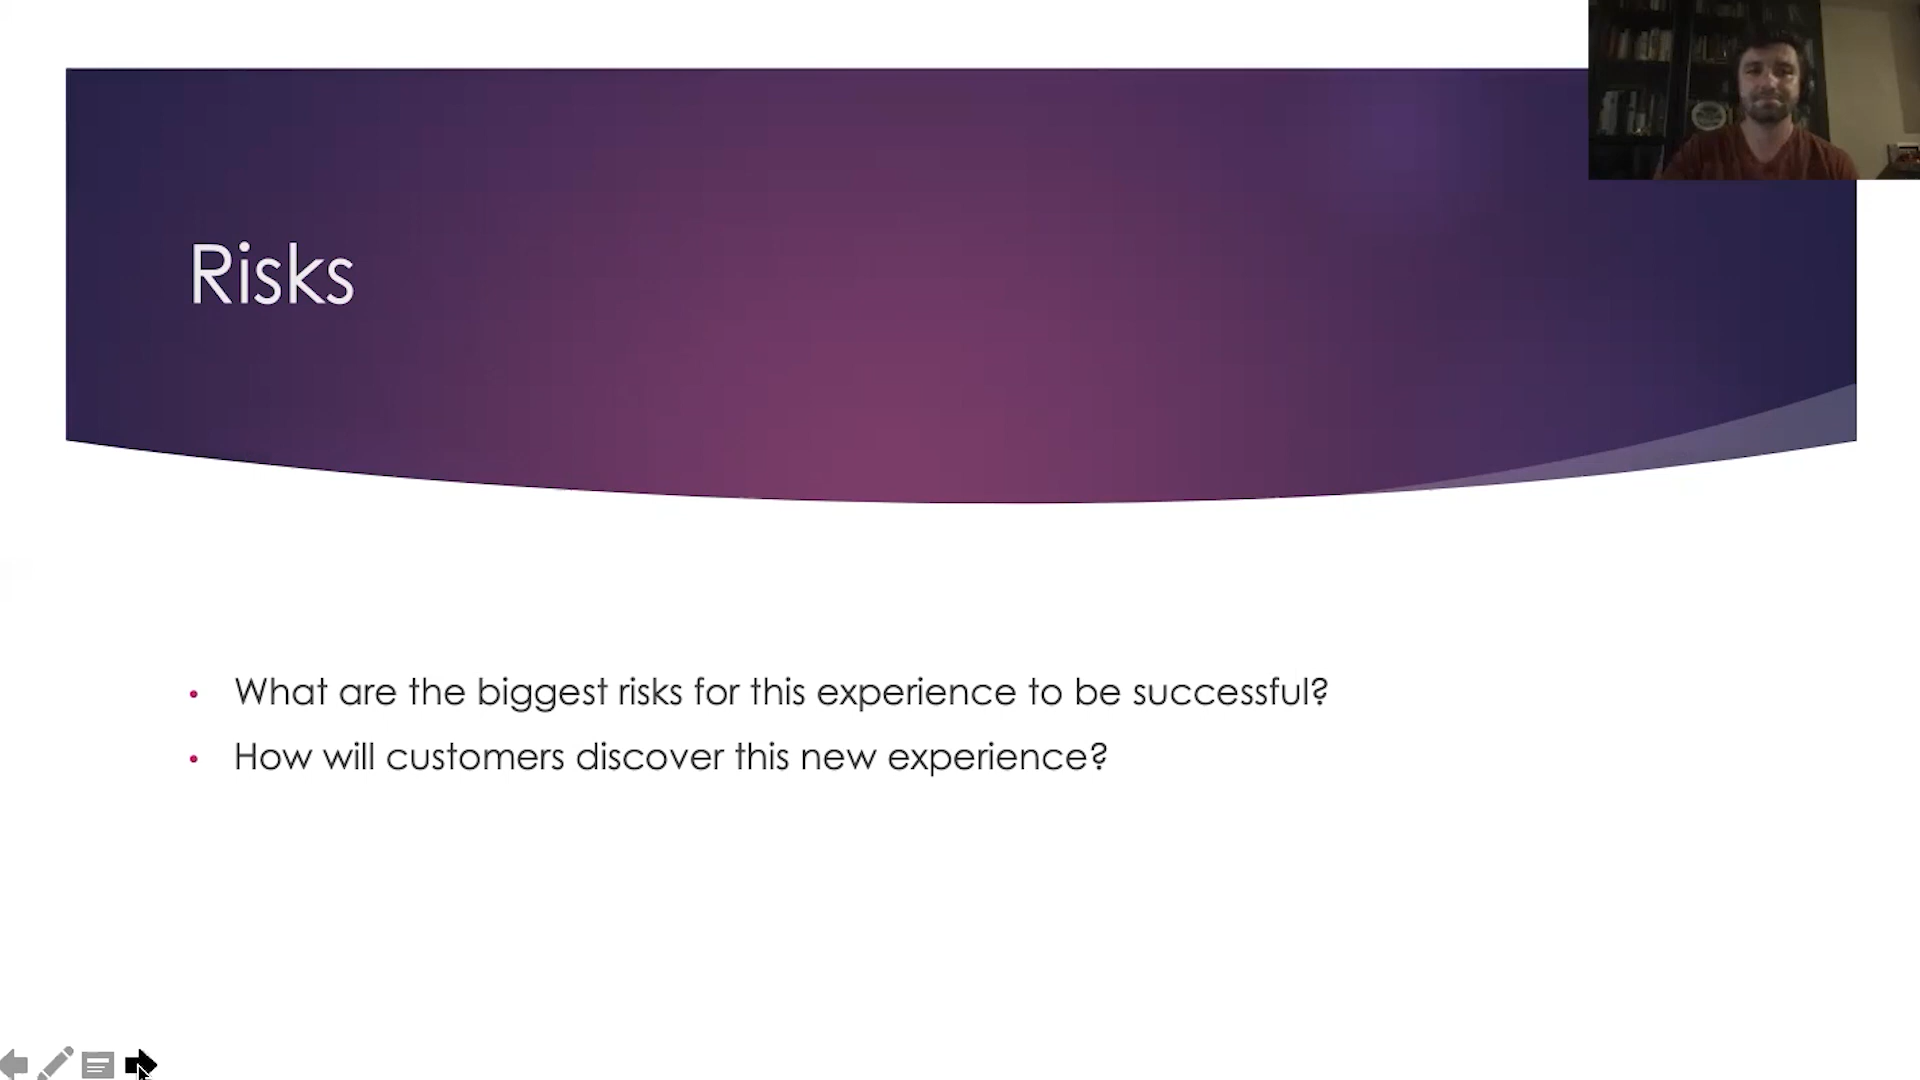 Risks
• What are the biggest risks for this experience to be successful?
• How will customers discover this new experience?